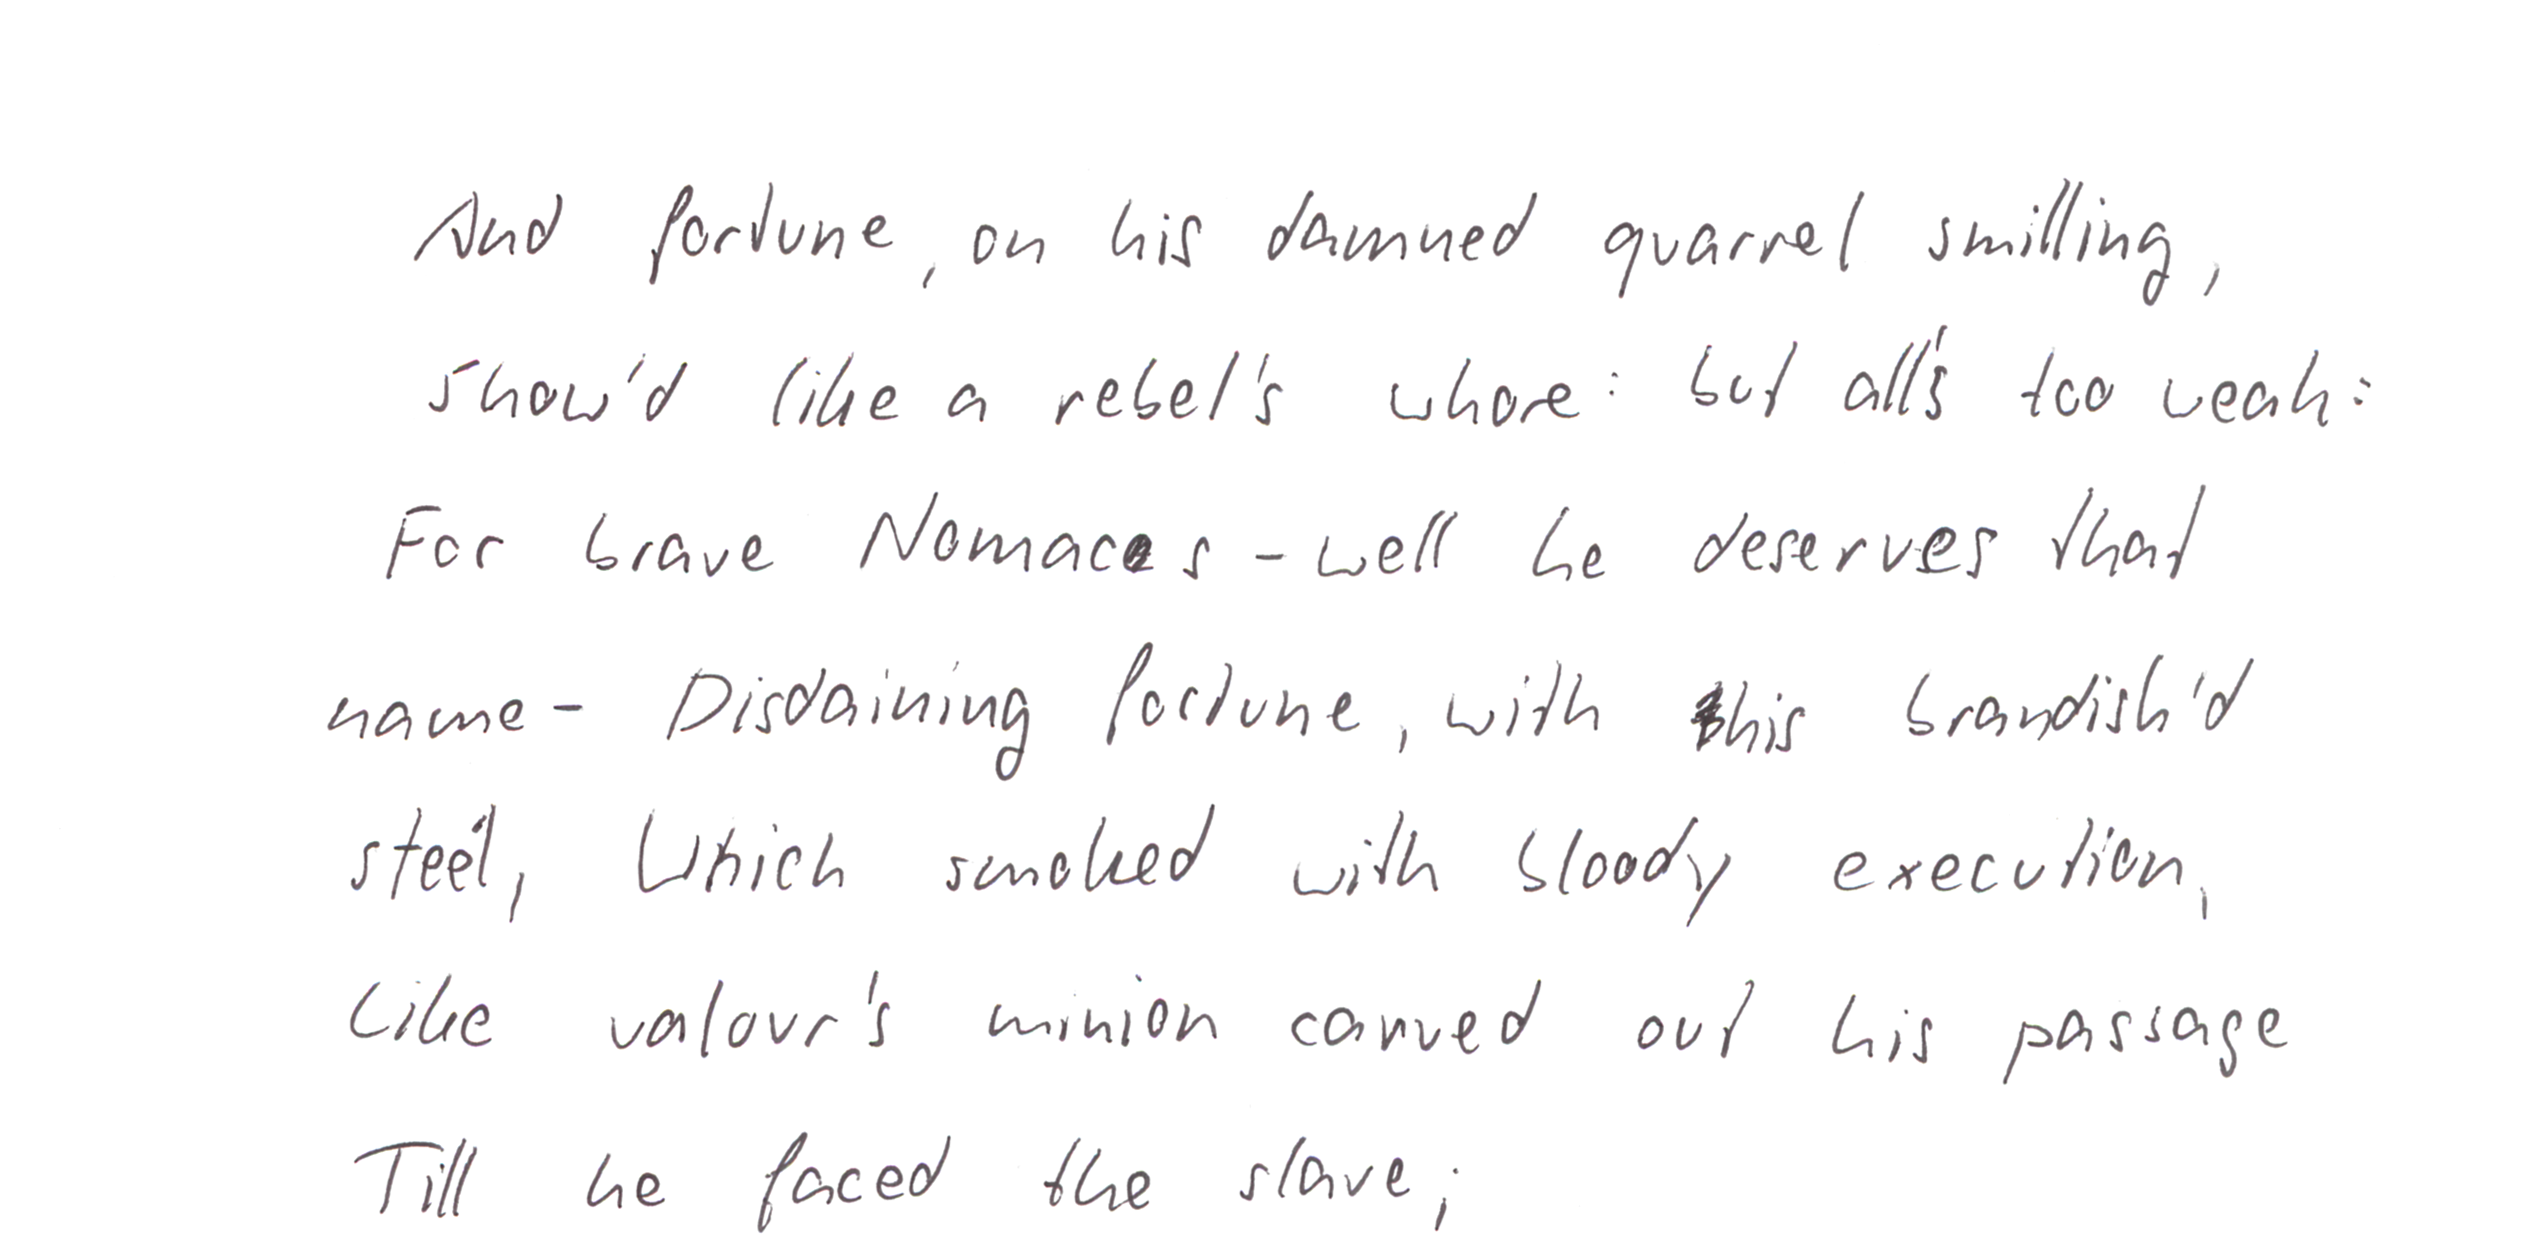 And fortune, on his damned quarrel smilling,
Show'd like a rebel's whore: but all's too weak:
For brave Nomaces - well he deserves that
name - Disdaining fortune, with this brandish'd
steel, Which smoked with bloody execution,
Like valour's minion carved out his passage
Till he faced the slave;